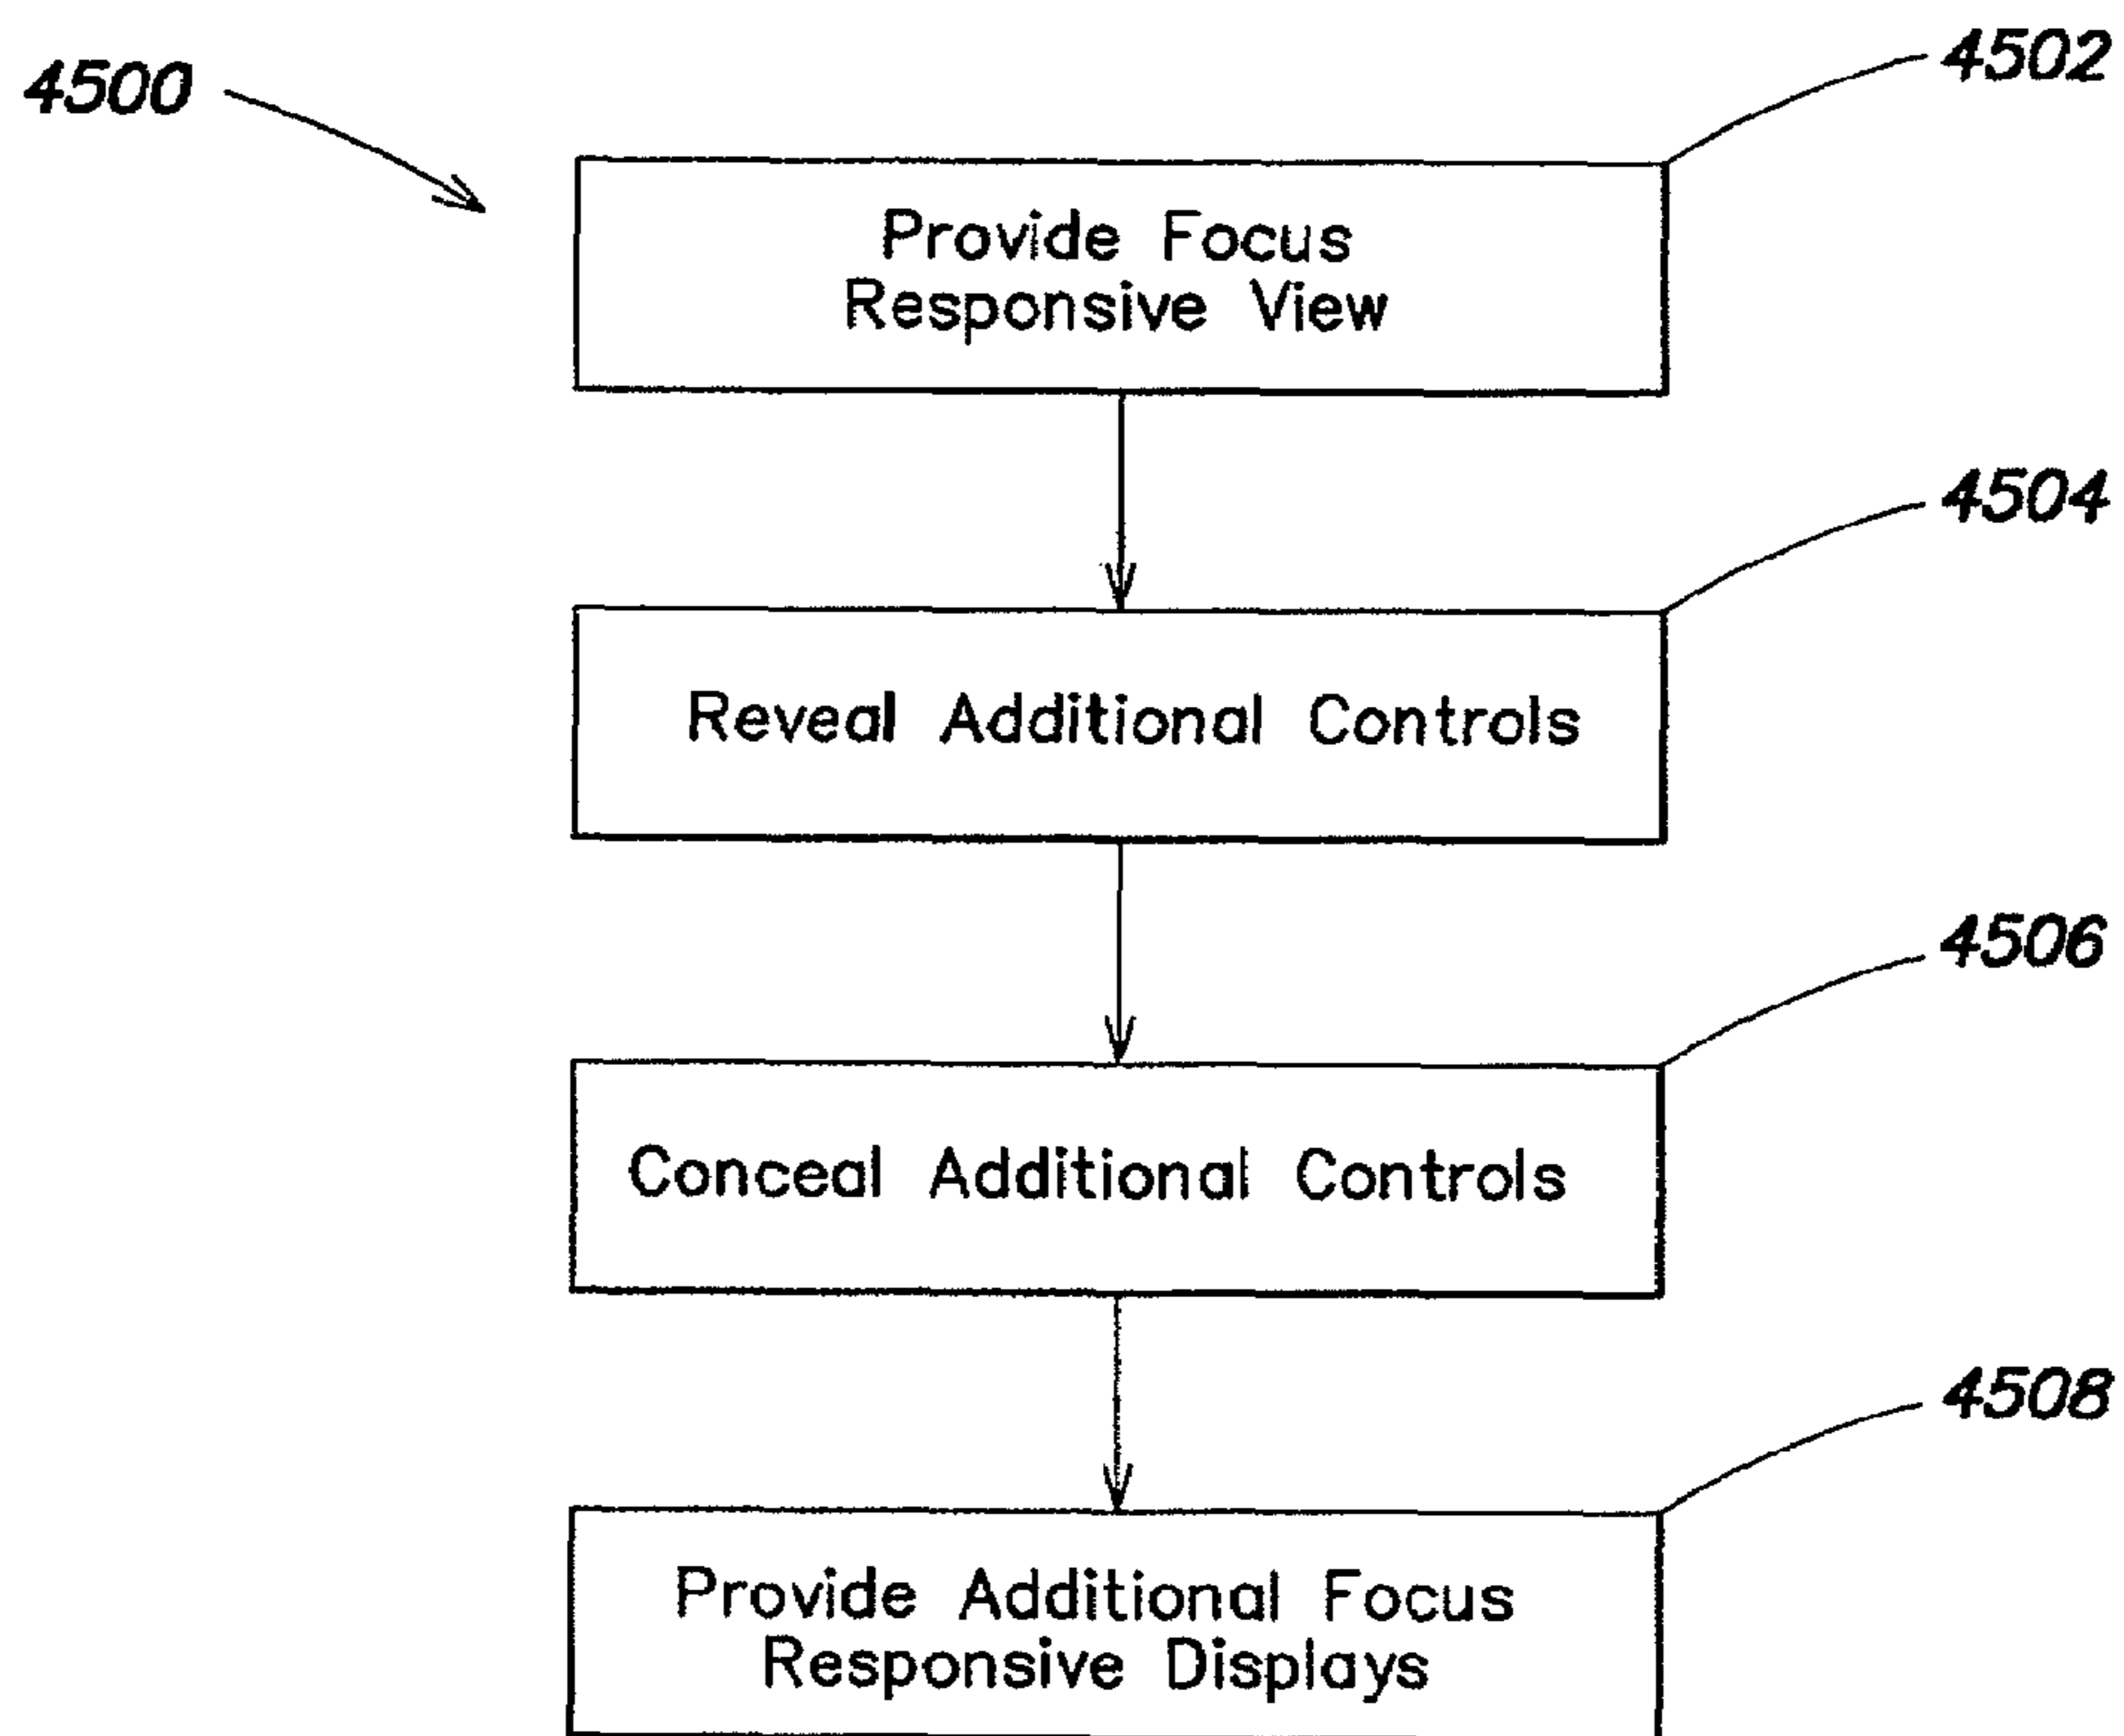 4500
4502
Provide Focus
Responsive View
4504
Reveal Additional Controls
4506
Conceal Additional Controls
4508
Provide Additional Focus
Responsive Displays